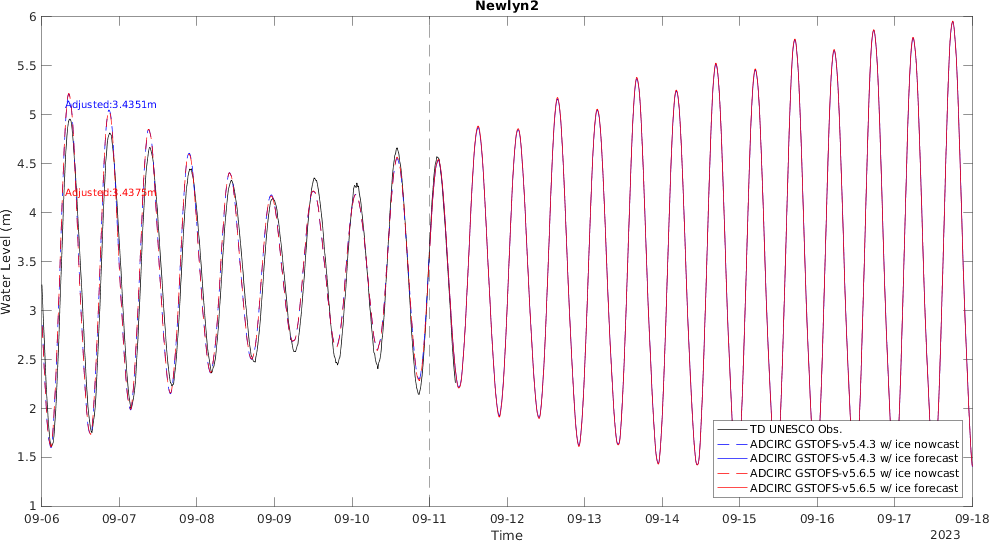 Newlyn2
6
5.5
5
4.5
4
3.5
3
2.5
2
1.5
1
Water Level (m)
Adjusted:3.4351m
Adjusted:3.4375m
TD UNESCO Obs.
ADCIRC GSTOFS-v5.4.3 w/ ice nowcast
ADCIRC GSTOFS-v5.4.3 w/ ice forecast
ADCIRC GSTOFS-v5.6.5 w/ ice nowcast
ADCIRC GSTOFS-v5.6.5 w/ ice forecast
09-06 09-07 09-08 09-09 09-10 09-11 09-12 09-13 09-14 09-15 09-16 09-17 09-18
Time
2023